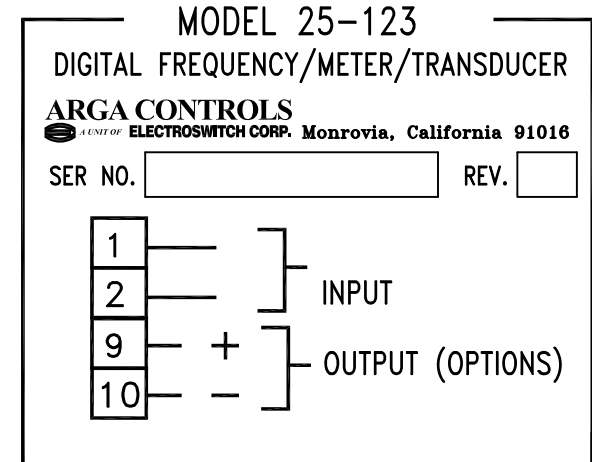 MODEL 25-123
DIGITAL FREQUENCY/METER/TRANSDUCER
ARGA CONTROLS
A UNIT OF ELECTROSWITCH CORP. Monrovia, California 91016
SER NO. REV.
1
2
INPUT
9 +
OUTPUT (OPTIONS)
10 -